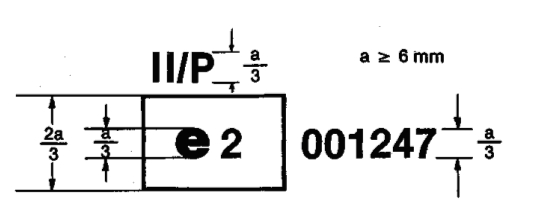 II/P a/3 a ≥ 6 mm
2a/3 a/3 e 2 001247 a/3